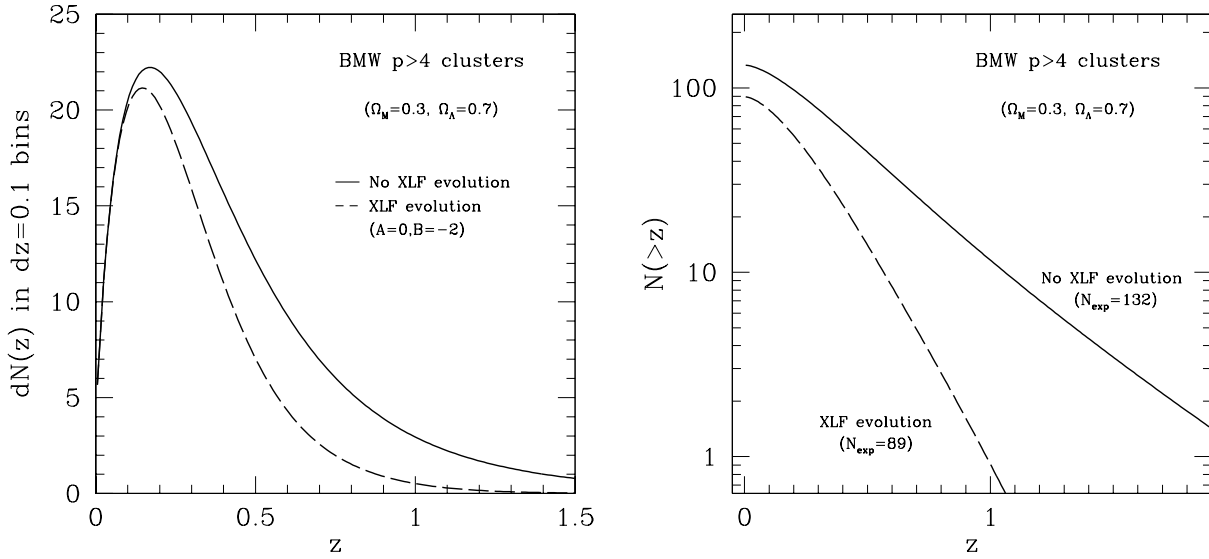 25
20
15
10
5
0
dN(z) in dz=0.1 bins
BMW p>4 clusters
(Ω_M=0.3, Ω_Λ=0.7)
No XLF evolution
XLF evolution
(A=0,B=−2)
0
0.5
1
1.5
z
100
10
1
N(>z)
BMW p>4 clusters
(Ω_M=0.3, Ω_Λ=0.7)
No XLF evolution
(N_exp=132)
XLF evolution
(N_exp=89)
0
1
z